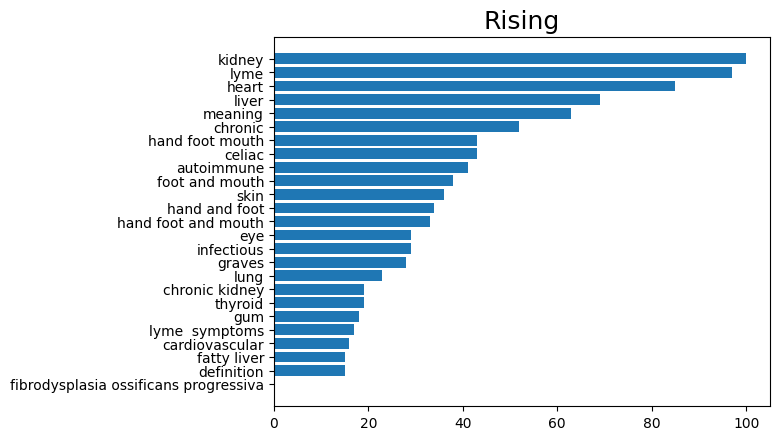 Rising
kidney
lyme
heart
liver
meaning
chronic
hand foot mouth
celiac
autoimmune
foot and mouth
skin
hand and foot
hand foot and mouth
eye
infectious
graves
lung
chronic kidney
thyroid
gum
lyme  symptoms
cardiovascular
fatty liver
definition
fibrodysplasia ossificans progressiva
0 20 40 60 80 100